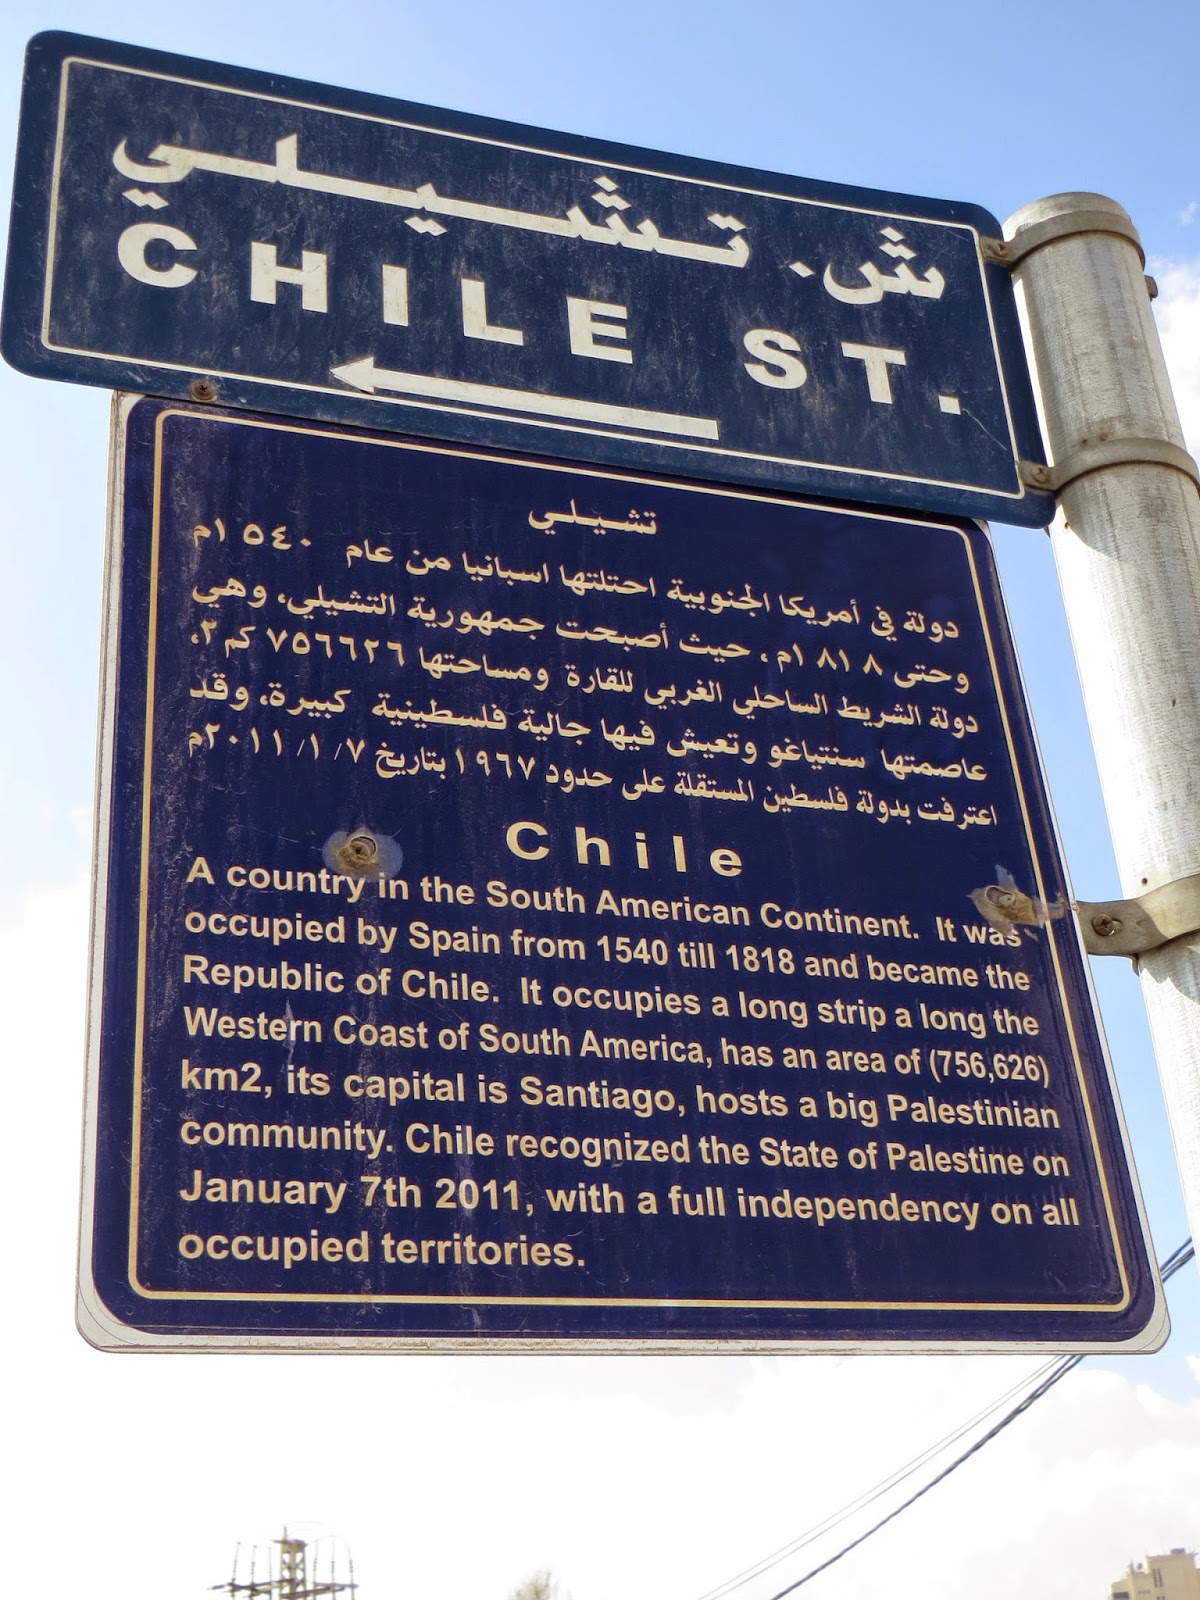 ش. تشيلي
CHILE ST.
تشيلي
دولة في أمريكا الجنوبية احتلتها اسبانيا من عام ١٥٤٠م
وحتى ١٨١٨م ، حيث أصبحت جمهورية التشيلي، وهي
دولة الشريط الساحلي الغربي للقارة ومساحتها ٧٥٦٦٢٦ كم٢،
عاصمتها سنتياغو وتعيش فيها جالية فلسطينية كبيرة، وقد
اعترفت بدولة فلسطين المستقلة على حدود ١٩٦٧ بتاريخ ٧/ ١/ ٢٠١١م
Chile
A country in the South American Continent. It was
occupied by Spain from 1540 till 1818 and became the
Republic of Chile. It occupies a long strip a long the
Western Coast of South America, has an area of (756,626)
km2, its capital is Santiago, hosts a big Palestinian
community. Chile recognized the State of Palestine on
January 7th 2011, with a full independency on all
occupied territories.